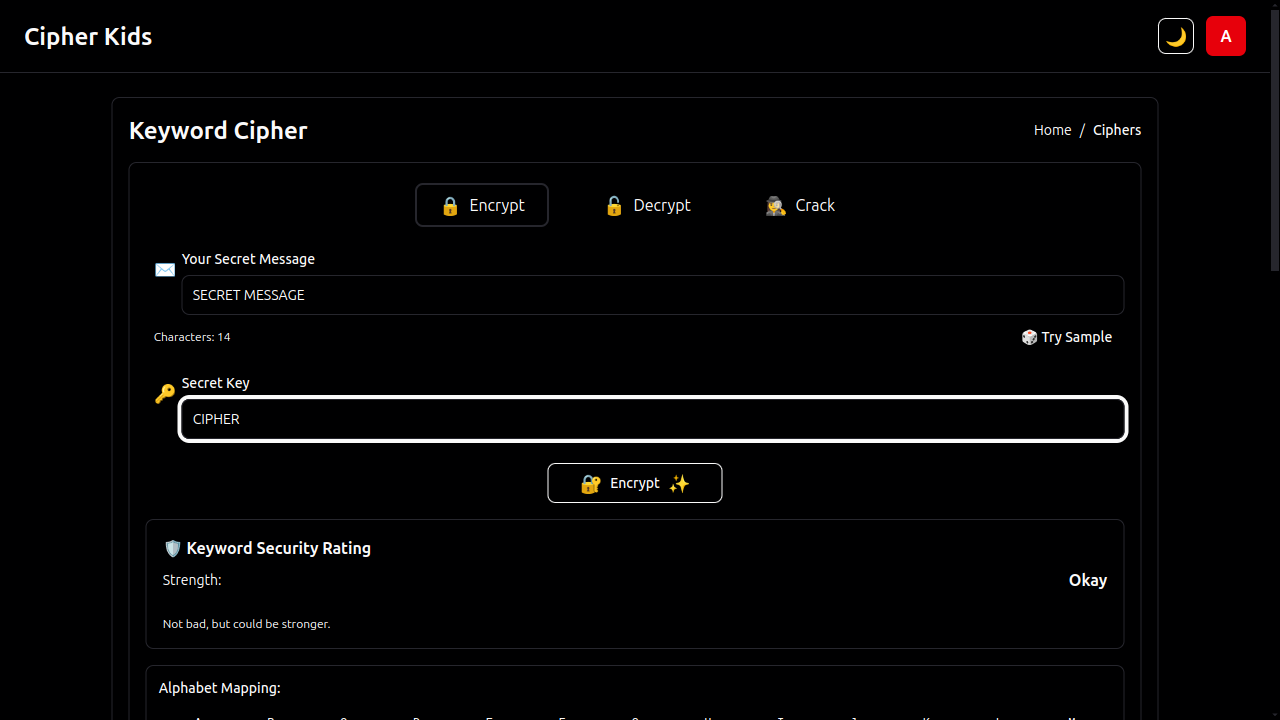 Cipher Kids
A
Keyword Cipher
Home / Ciphers
Encrypt
Decrypt
Crack
Your Secret Message
SECRET MESSAGE
Characters: 14
Try Sample
Secret Key
CIPHER
Encrypt
Keyword Security Rating
Strength:
Okay
Not bad, but could be stronger.
Alphabet Mapping: